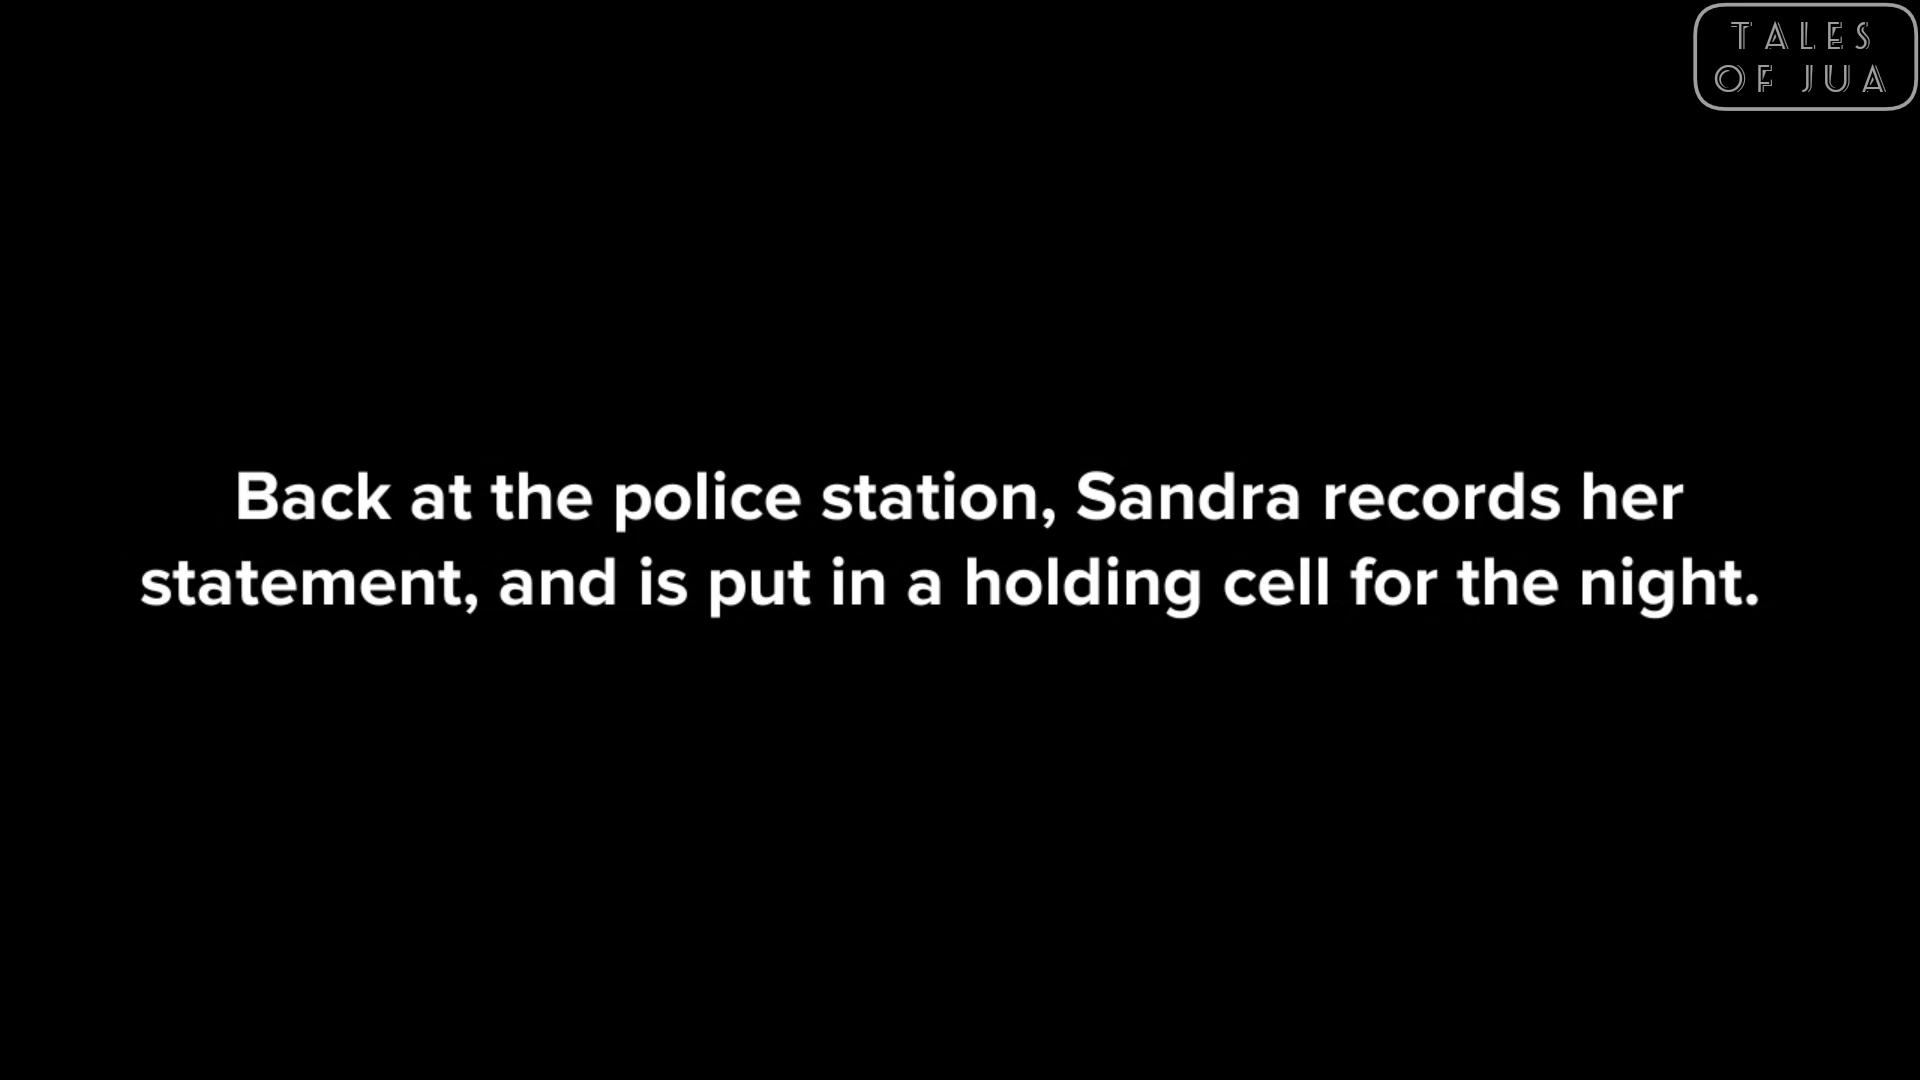 TALES
OF JUA
Back at the police station, Sandra records her
statement, and is put in a holding cell for the night.